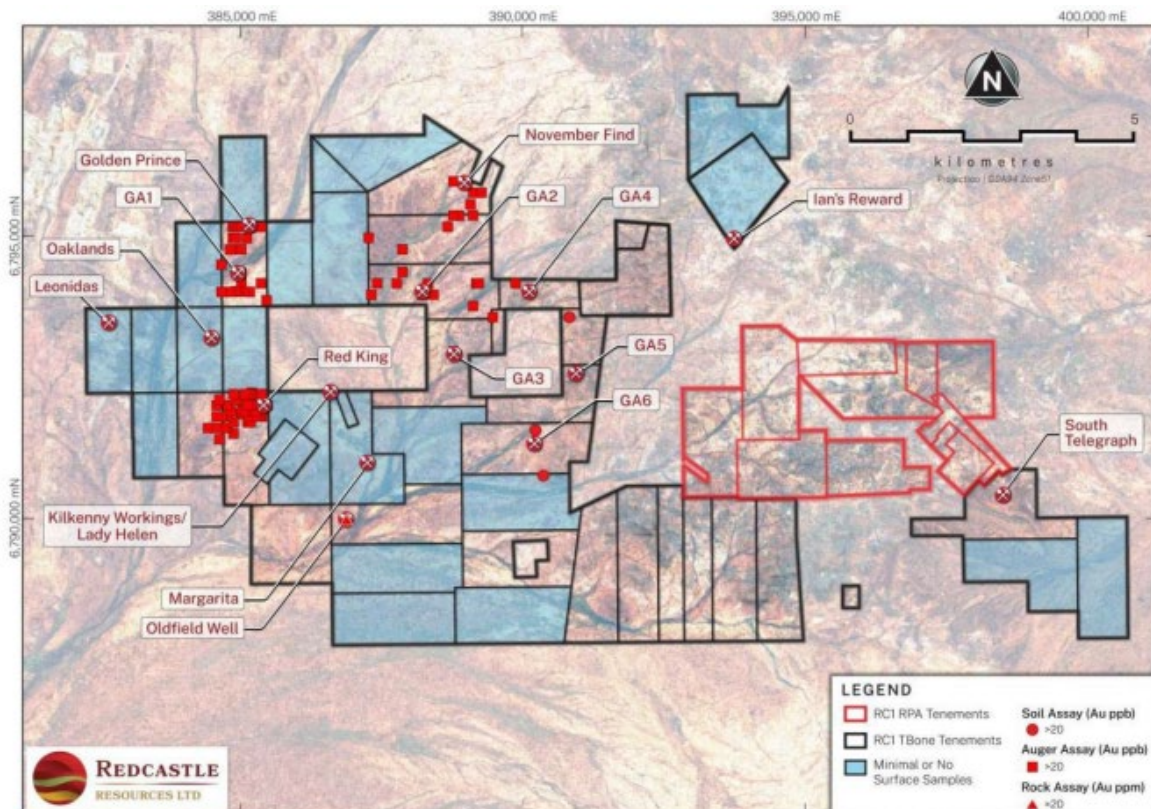 385,000 mE
390,000 mE
395,000 mE
400,000 mE
N
0
5
kilometres
Projection | GDA94 Zone51
November Find
Golden Prince
GA1
GA2
GA4
Ian's Reward
6,795,000 mN
Oaklands
Leonidas
Red King
GA5
GA3
GA6
South
Telegraph
6,790,000 mN
Kilkenny Workings/
Lady Helen
Margarita
Oldfield Well
LEGEND
RC1 RPA Tenements
RC1 TBone Tenements
Minimal or No
Surface Samples
Soil Assay (Au ppb)
>20
Auger Assay (Au ppb)
>20
Rock Assay (Au ppm)
>20
REDCASTLE
RESOURCES LTD